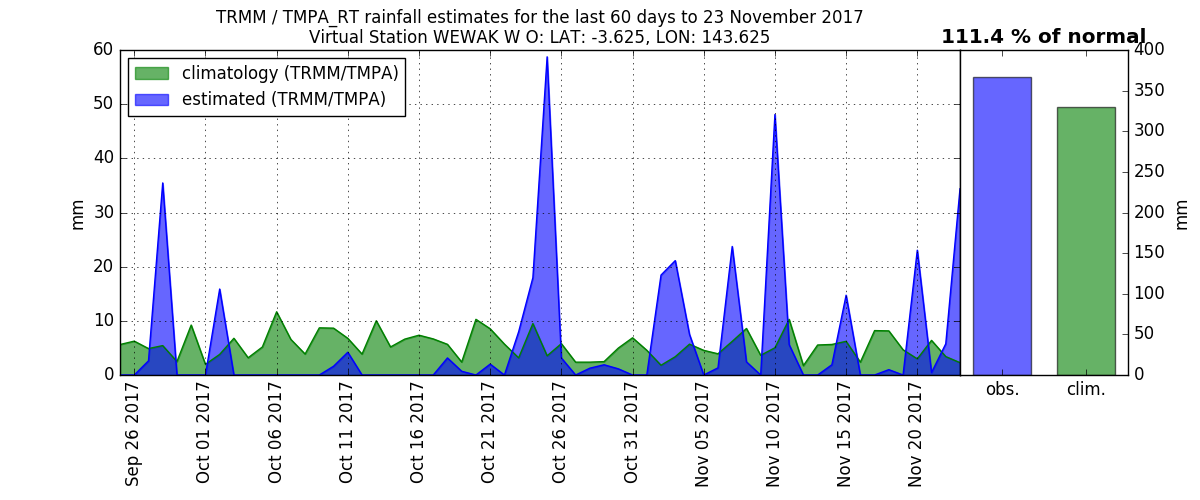 TRMM / TMPA_RT rainfall estimates for the last 60 days to 23 November 2017
Virtual Station WEWAK W O: LAT: -3.625, LON: 143.625
111.4 % of normal
climatology (TRMM/TMPA)
estimated (TRMM/TMPA)
60
50
40
30
20
10
0
mm
400
350
300
250
200
150
100
50
0
mm
Sep 26 2017
Oct 01 2017
Oct 06 2017
Oct 11 2017
Oct 16 2017
Oct 21 2017
Oct 26 2017
Oct 31 2017
Nov 05 2017
Nov 10 2017
Nov 15 2017
Nov 20 2017
obs.
clim.